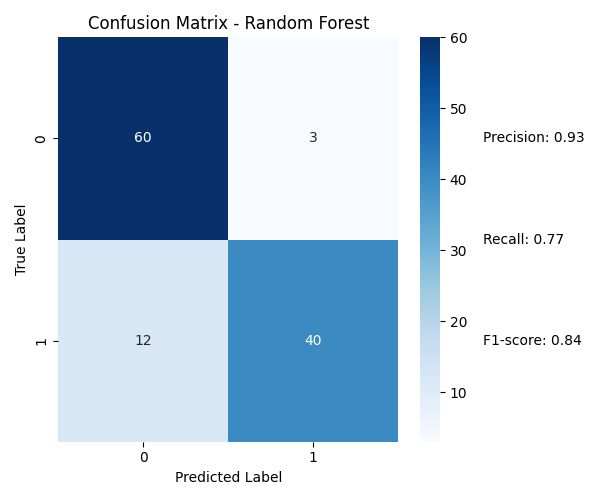 Confusion Matrix - Random Forest
True Label
0
1
60
3
12
40
0
1
Predicted Label
60
50
40
30
20
10
Precision: 0.93
Recall: 0.77
F1-score: 0.84